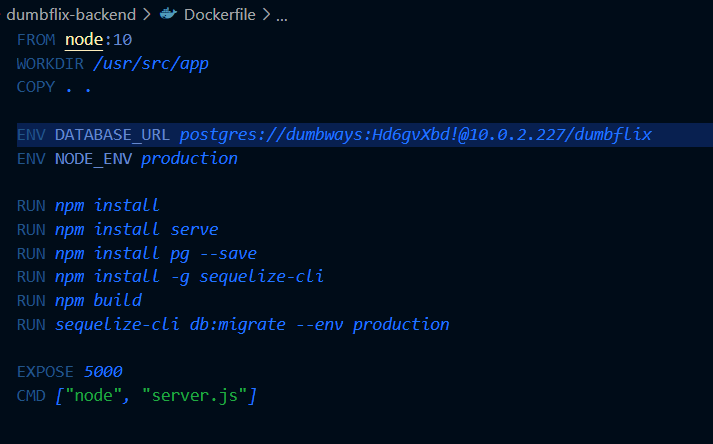 dumbflix-backend > Dockerfile > ...
FROM node:10
WORKDIR /usr/src/app
COPY . .
ENV DATABASE_URL postgres://dumbways:Hd6gvXbd!@10.0.2.227/dumbflix
ENV NODE_ENV production
RUN npm install
RUN npm install serve
RUN npm install pg --save
RUN npm install -g sequelize-cli
RUN npm build
RUN sequelize-cli db:migrate --env production
EXPOSE 5000
CMD ["node", "server.js"]